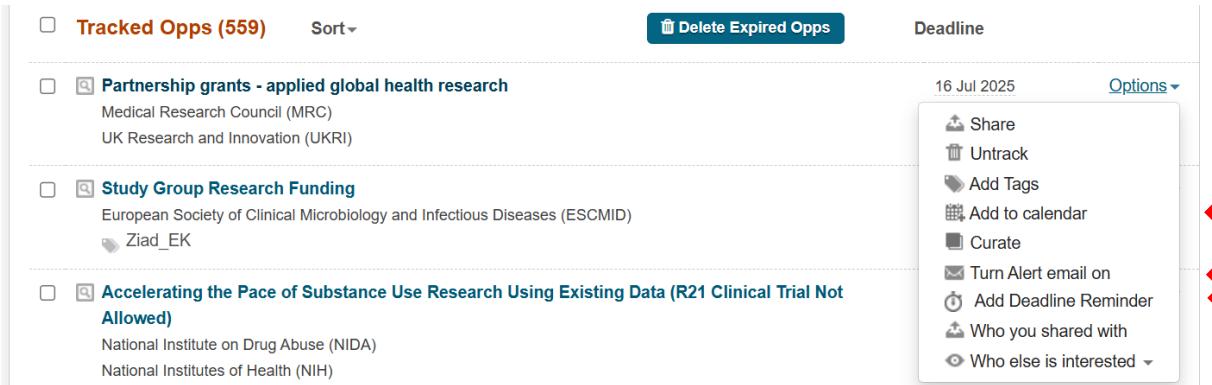 Tracked Opps (559)
Sort
Delete Expired Opps
Deadline
Partnership grants - applied global health research
16 Jul 2025
Options
Medical Research Council (MRC)
UK Research and Innovation (UKRI)
Study Group Research Funding
European Society of Clinical Microbiology and Infectious Diseases (ESCMID)
Ziad_EK
Accelerating the Pace of Substance Use Research Using Existing Data (R21 Clinical Trial Not
Allowed)
National Institute on Drug Abuse (NIDA)
National Institutes of Health (NIH)
Share
Untrack
Add Tags
Add to calendar
Curate
Turn Alert email on
Add Deadline Reminder
Who you shared with
Who else is interested